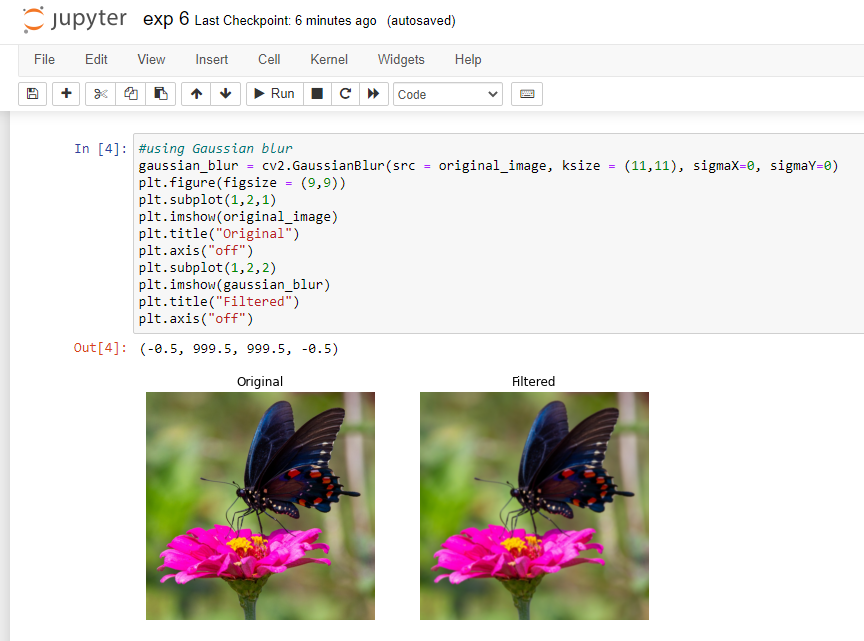 jupyter exp 6 Last Checkpoint: 6 minutes ago (autosaved)
File Edit View Insert Cell Kernel Widgets Help
Run Code
In [4]: #using Gaussian blur
gaussian_blur = cv2.GaussianBlur(src = original_image, ksize = (11,11), sigmaX=0, sigmaY=0)
plt.figure(figsize = (9,9))
plt.subplot(1,2,1)
plt.imshow(original_image)
plt.title("Original")
plt.axis("off")
plt.subplot(1,2,2)
plt.imshow(gaussian_blur)
plt.title("Filtered")
plt.axis("off")
Out[4]: (-0.5, 999.5, 999.5, -0.5)
Original Filtered